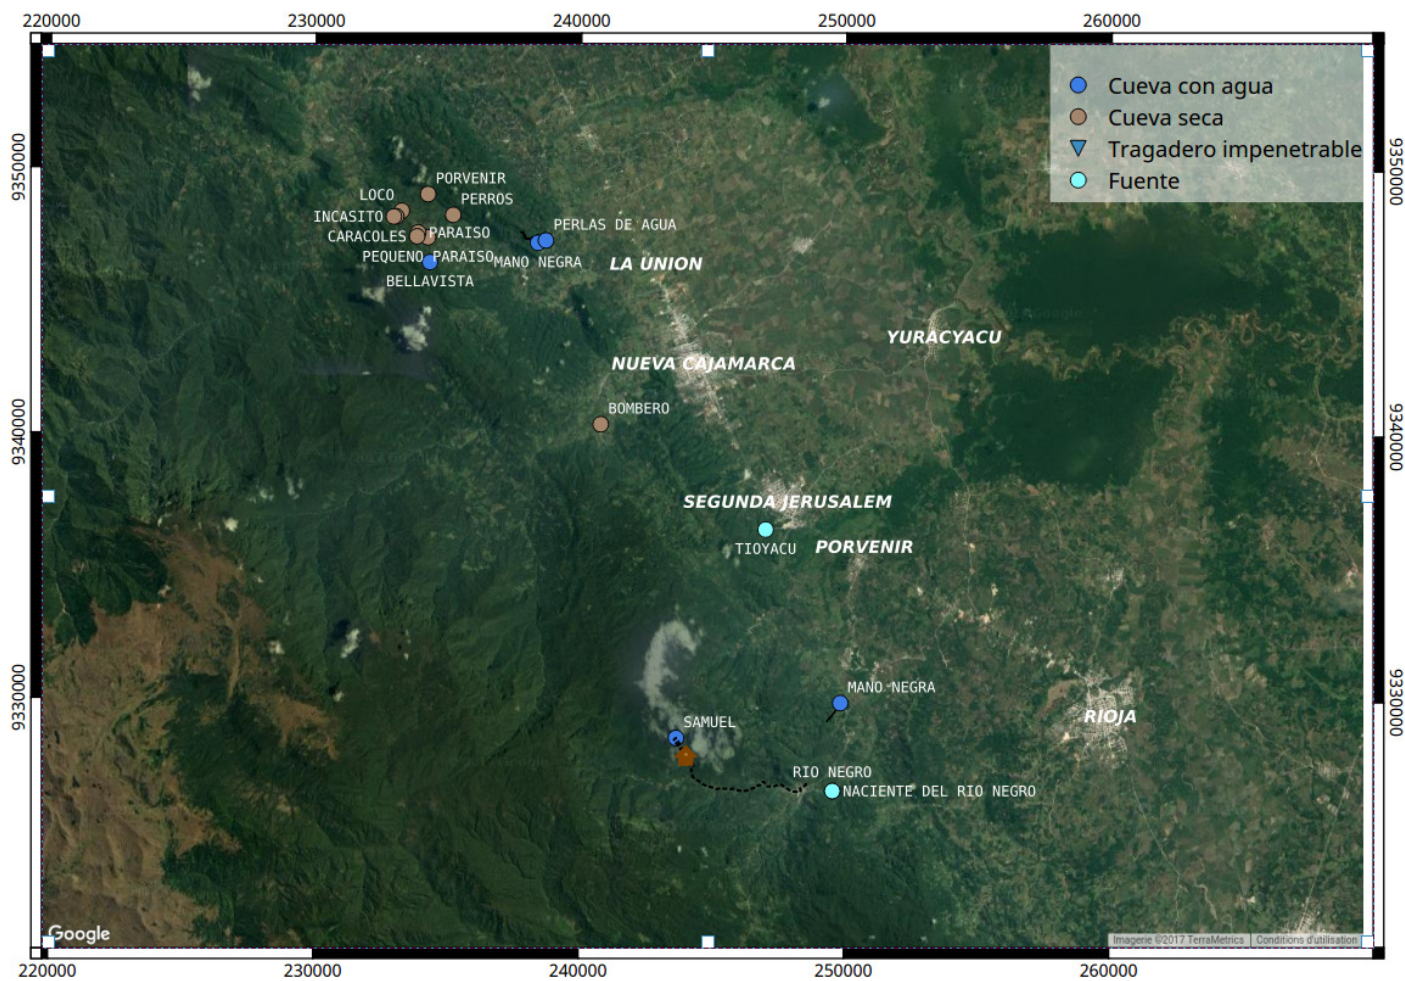 220000 230000 240000 250000 260000
Cueva con agua
Cueva seca
Tragadero impenetrable
Fuente
9350000
9350000
PORVENIR
LOCO
PERROS
INCASITO
PERLAS DE AGUA
CARACOLES
PARAISO
PEQUENO PARAISO
MANO NEGRA
LA UNION
BELLAVISTA
YURACYACU
NUEVA CAJAMARCA
BOMBERO
9340000
9340000
SEGUNDA JERUSALEM
TIOYACU
PORVENIR
9330000
9330000
MANO NEGRA
RIOJA
SAMUEL
RIO NEGRO
NACIENTE DEL RIO NEGRO
Google
Imagerie ©2017 TerraMetrics
Conditions d'utilisation
220000 230000 240000 250000 260000